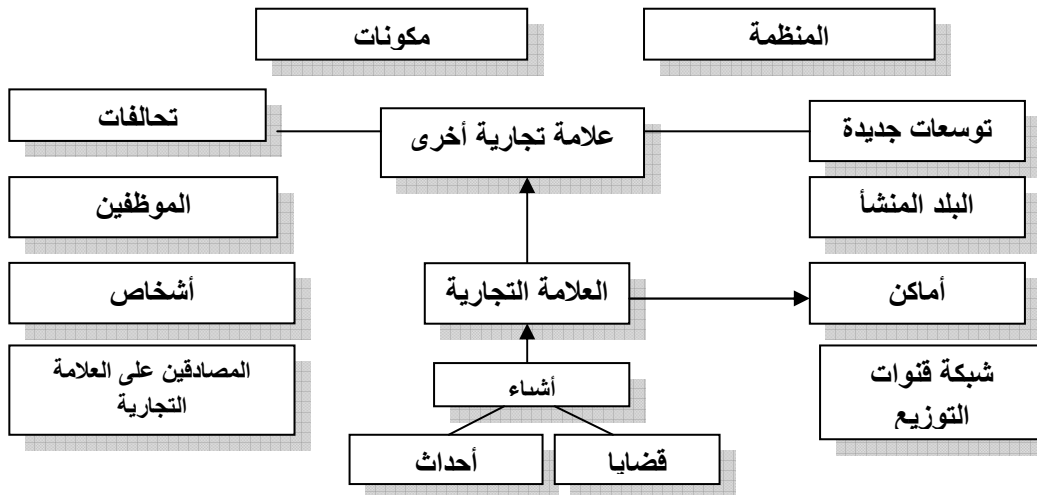 المنظمة
مكونات
توسعات جديدة
علامة تجارية أخرى
تحالفات
البلد المنشأ
الموظفين
أماكن
العلامة التجارية
أشخاص
شبكة قنوات
التوزيع
أشياء
المصادقين على العلامة
التجارية
قضايا
أحداث